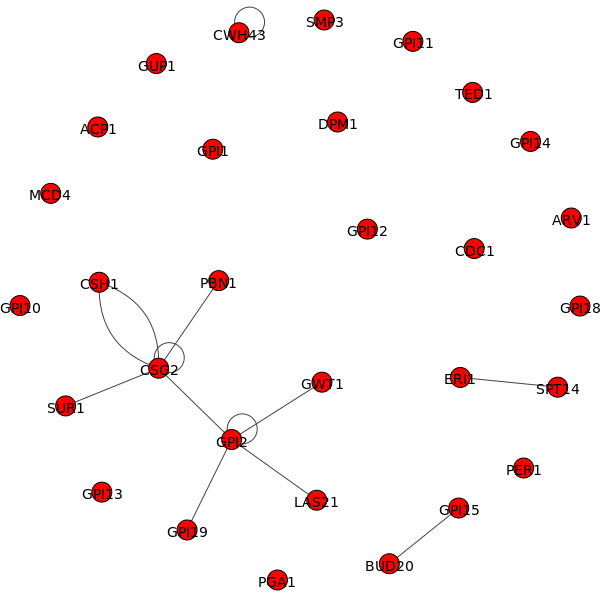 SMP3
CWH43
GPI11
GUP1
TED1
DPM1
ACP1
GPI14
GPI1
MCD4
ARV1
GPI12
CDC1
PBN1
CSH1
GPI10
GPI18
CSG2
ERI1
GWT1
SPT14
SUR1
GPI2
PER1
GPI13
LAS21
GPI15
GPI19
BUD20
PGA1